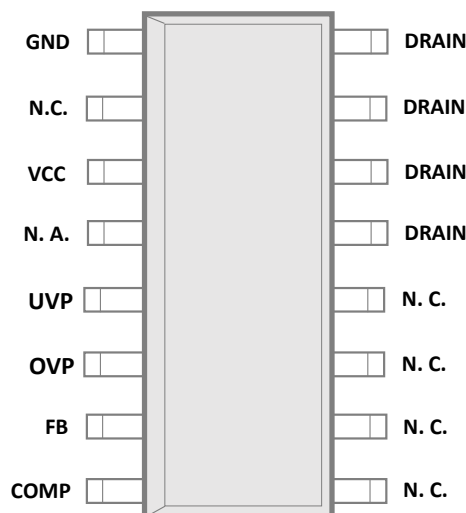 GND DRAIN
N.C. DRAIN
VCC DRAIN
N. A. DRAIN
UVP N. C.
OVP N. C.
FB N. C.
COMP N. C.